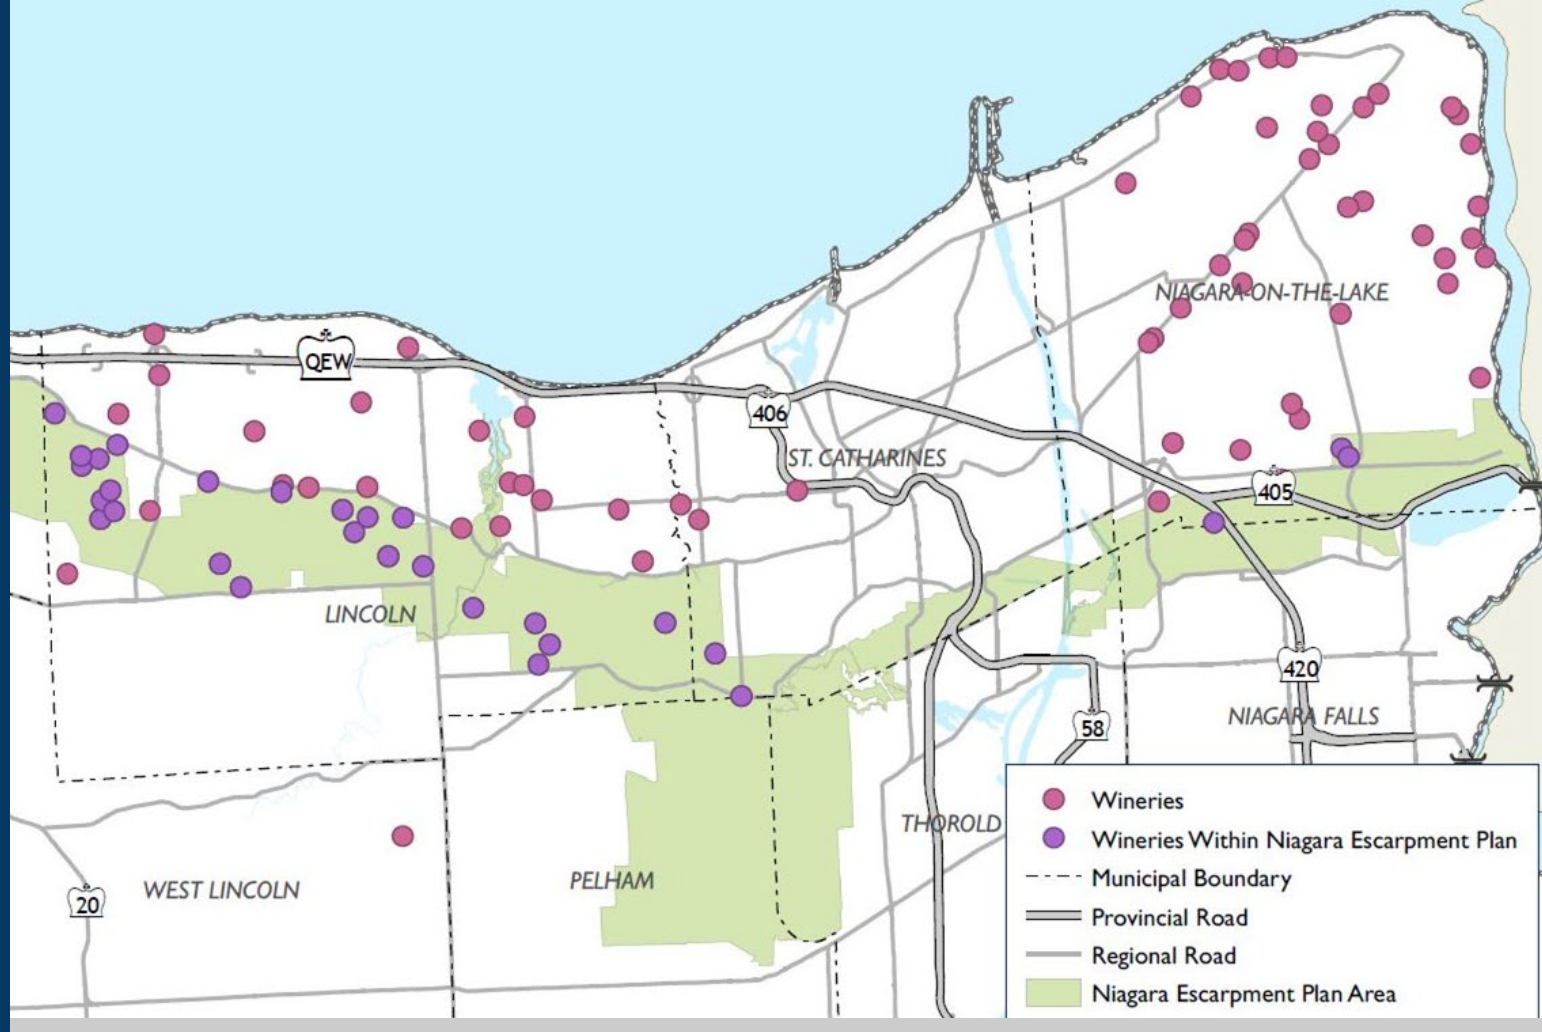 NIAGARA-ON-THE-LAKE
QEW
406
ST. CATHARINES
405
LINCOLN
420
NIAGARA FALLS
58
THOROLD
WEST LINCOLN
PELHAM
20
Wineries
Wineries Within Niagara Escarpment Plan
Municipal Boundary
Provincial Road
Regional Road
Niagara Escarpment Plan Area